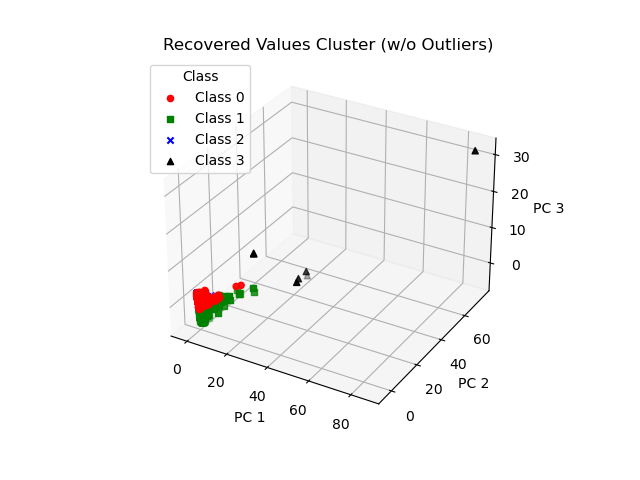 Recovered Values Cluster (w/o Outliers)
Class
Class 0
Class 1
Class 2
Class 3
30
20
10
0
PC 3
60
40
20
0
PC 2
0
20
40
60
80
PC 1